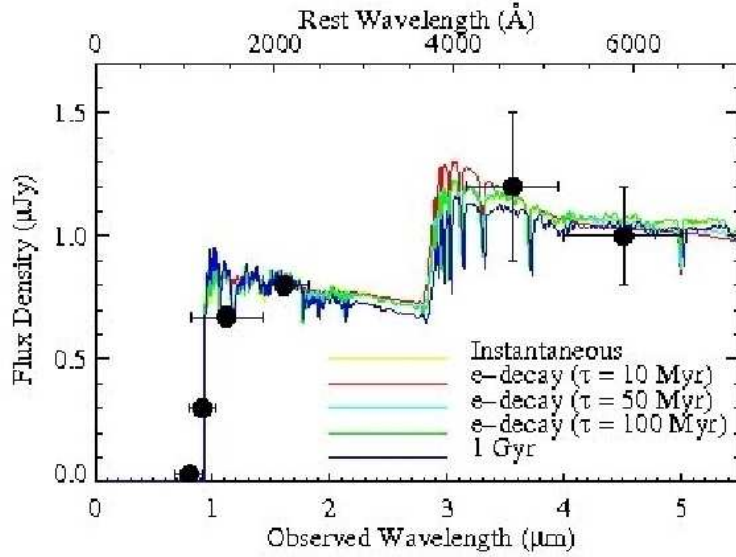 Rest Wavelength (Å)
0 2000 4000 6000
1.5
1.0
0.5
0.0
Flux Density (μJy)
Instantaneous
e-decay (τ = 10 Myr)
e-decay (τ = 50 Myr)
e-decay (τ = 100 Myr)
1 Gyr
0 1 2 3 4 5
Observed Wavelength (μm)